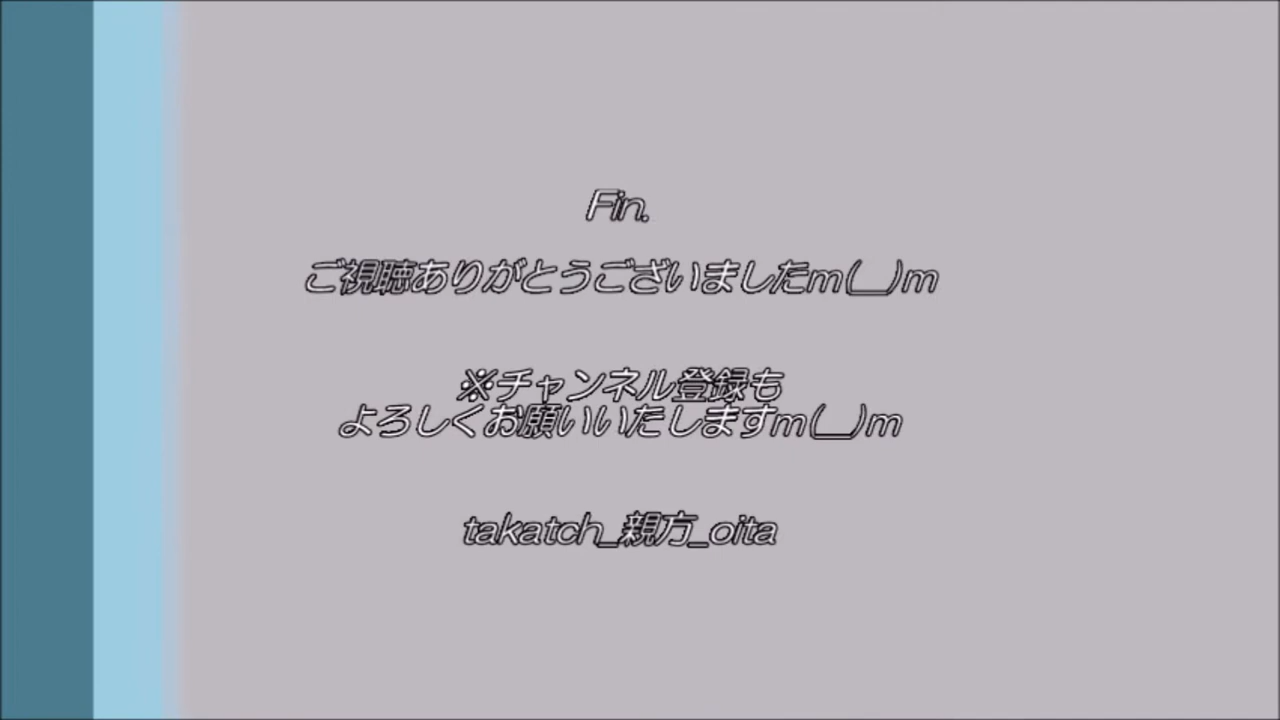 Fin.
ご視聴ありがとうございましたm(__)m
※チャンネル登録も
よろしくお願いいたしますm(__)m
takatch_親方_oita